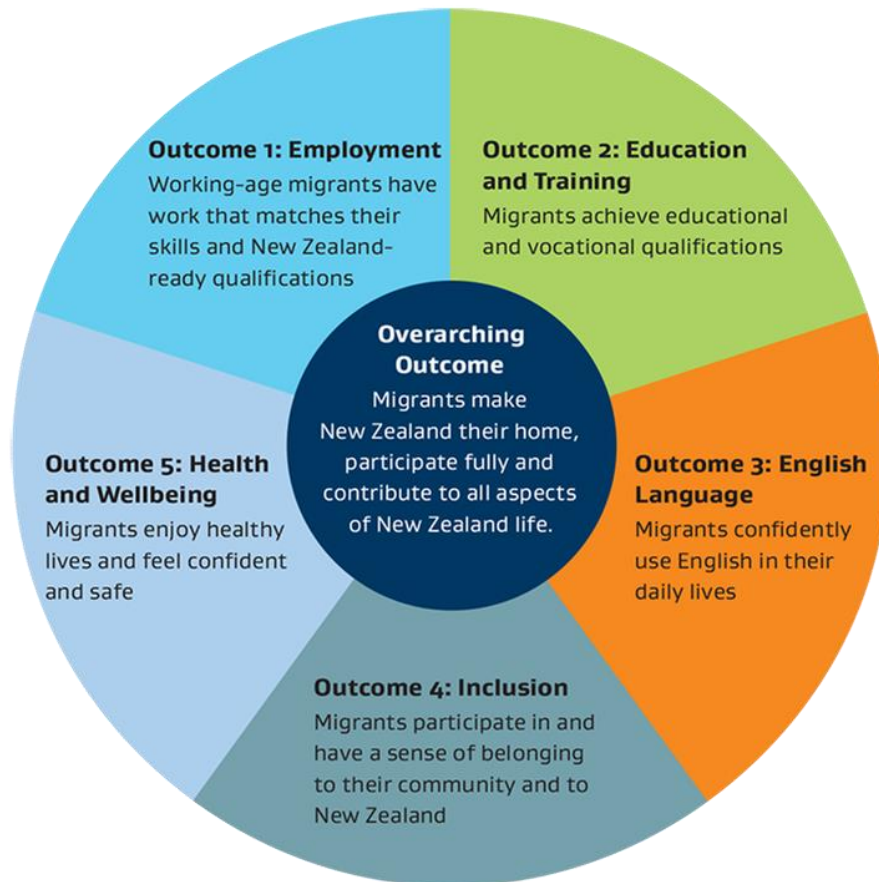 Outcome 1: Employment
Working-age migrants have
work that matches their
skills and New Zealand-
ready qualifications
Outcome 2: Education
and Training
Migrants achieve educational
and vocational qualifications
Overarching
Outcome
Migrants make
New Zealand their home,
participate fully and
contribute to all aspects
of New Zealand life.
Outcome 3: English
Language
Migrants confidently
use English in their
daily lives
Outcome 4: Inclusion
Migrants participate in and
have a sense of belonging
to their community and to
New Zealand
Outcome 5: Health
and Wellbeing
Migrants enjoy healthy
lives and feel confident
and safe